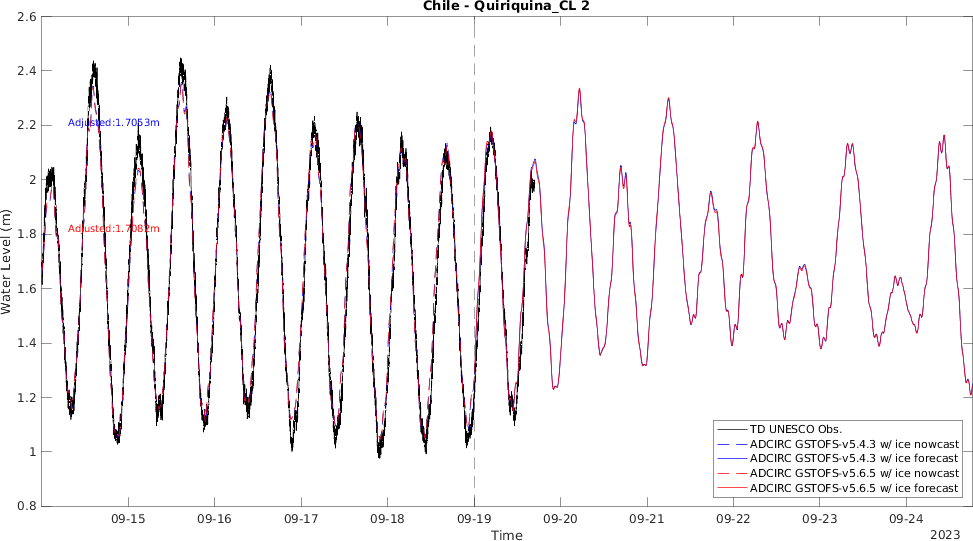 Chile - Quiriquina_CL 2
2.6
2.4
2.2
2
1.8
1.6
1.4
1.2
1
0.8
Water Level (m)
Adjusted:1.7053m
Adjusted:1.7082m
TD UNESCO Obs.
ADCIRC GSTOFS-v5.4.3 w/ ice nowcast
ADCIRC GSTOFS-v5.4.3 w/ ice forecast
ADCIRC GSTOFS-v5.6.5 w/ ice nowcast
ADCIRC GSTOFS-v5.6.5 w/ ice forecast
09-15 09-16 09-17 09-18 09-19 09-20 09-21 09-22 09-23 09-24
Time
2023